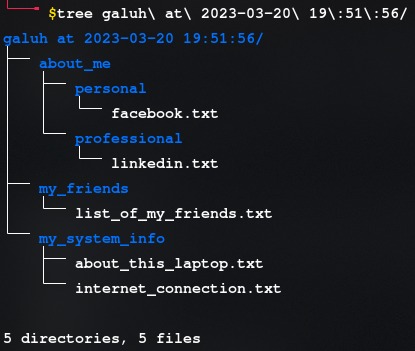 $tree galuh\ at\ 2023-03-20\ 19\:51\:56/
galuh at 2023-03-20 19:51:56/
about_me
personal
facebook.txt
professional
linkedin.txt
my_friends
list_of_my_friends.txt
my_system_info
about_this_laptop.txt
internet_connection.txt
5 directories, 5 files